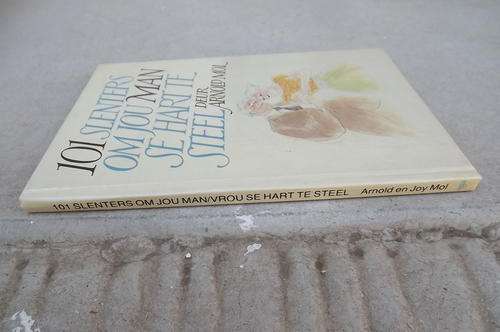 101 SLENTERS
OM JOU MAN
SE HART TE
STEEL DEUR
ARNOLD MOL
101 SLENTERS OM JOU MAN/VROU SE HART TE STEEL Arnold en Joy Mol